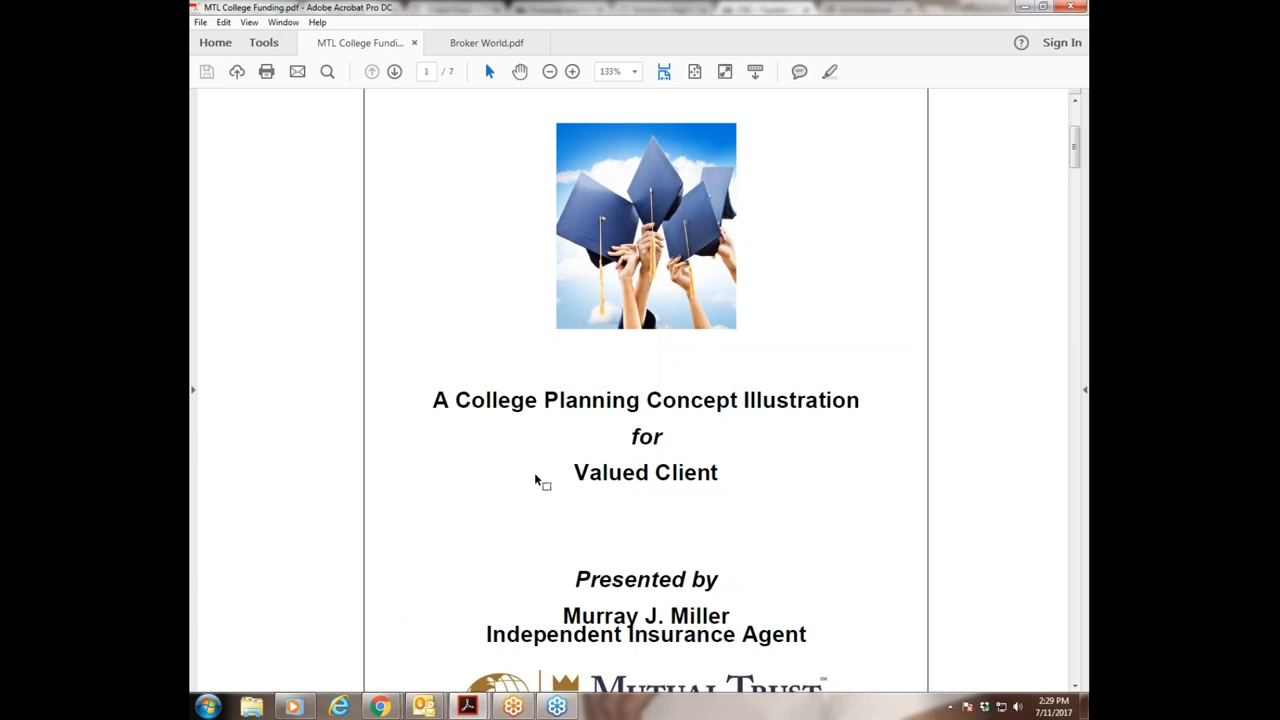 MTL College Funding.pdf - Adobe Acrobat Pro DC
File Edit View Window Help
Home Tools MTL College Fundi... × Broker World.pdf ? Sign In
1 / 7 133%
A College Planning Concept Illustration
for
Valued Client
Presented by
Murray J. Miller
Independent Insurance Agent
MUTUAL TRUST
2:29 PM
7/11/2017